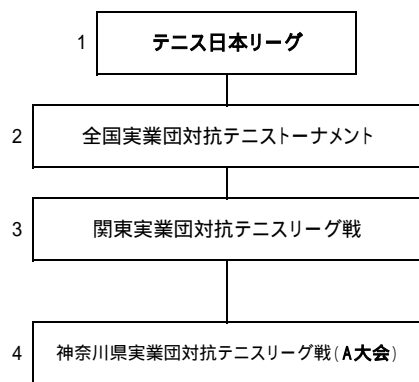 1 テニス日本リーグ
2 全国実業団対抗テニストーナメント
3 関東実業団対抗テニスリーグ戦
4 神奈川県実業団対抗テニスリーグ戦(A大会)